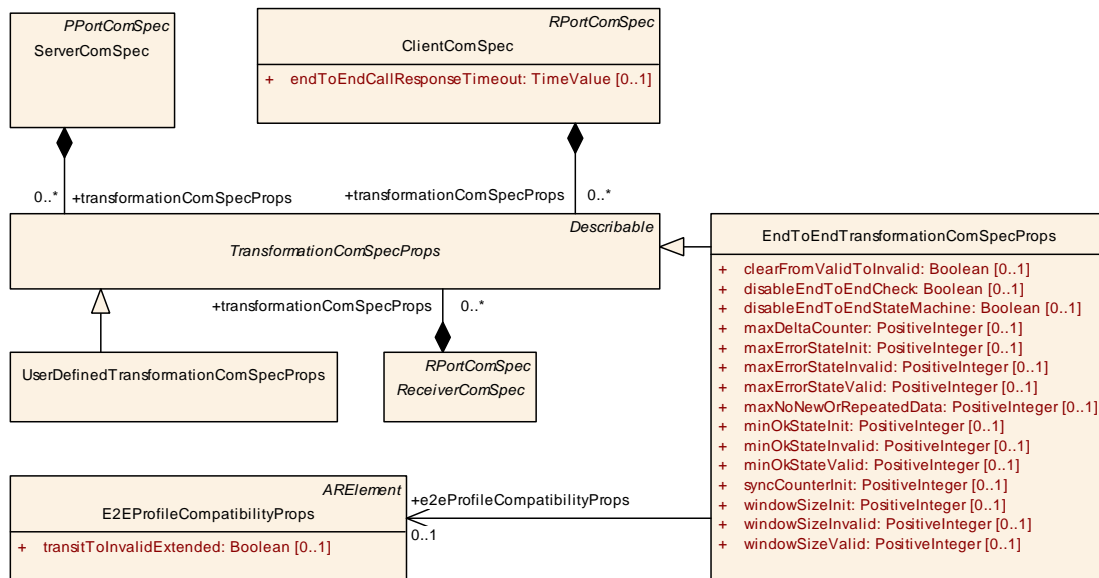 PPortComSpec
ServerComSpec
RPortComSpec
ClientComSpec
+ endToEndCallResponseTimeout: TimeValue [0..1]
0..* +transformationComSpecProps
+transformationComSpecProps 0..*
Describable
TransformationComSpecProps
+transformationComSpecProps 0..*
UserDefinedTransformationComSpecProps
RPortComSpec
ReceiverComSpec
EndToEndTransformationComSpecProps
+ clearFromValidToInvalid: Boolean [0..1]
+ disableEndToEndCheck: Boolean [0..1]
+ disableEndToEndStateMachine: Boolean [0..1]
+ maxDeltaCounter: PositiveInteger [0..1]
+ maxErrorStateInit: PositiveInteger [0..1]
+ maxErrorStateInvalid: PositiveInteger [0..1]
+ maxErrorStateValid: PositiveInteger [0..1]
+ maxNoNewOrRepeatedData: PositiveInteger [0..1]
+ minOkStateInit: PositiveInteger [0..1]
+ minOkStateInvalid: PositiveInteger [0..1]
+ minOkStateValid: PositiveInteger [0..1]
+ syncCounterInit: PositiveInteger [0..1]
+ windowSizeInit: PositiveInteger [0..1]
+ windowSizeInvalid: PositiveInteger [0..1]
+ windowSizeValid: PositiveInteger [0..1]
ARElement
E2EProfileCompatibilityProps
+ transitToInvalidExtended: Boolean [0..1]
+e2eProfileCompatibilityProps
0..1